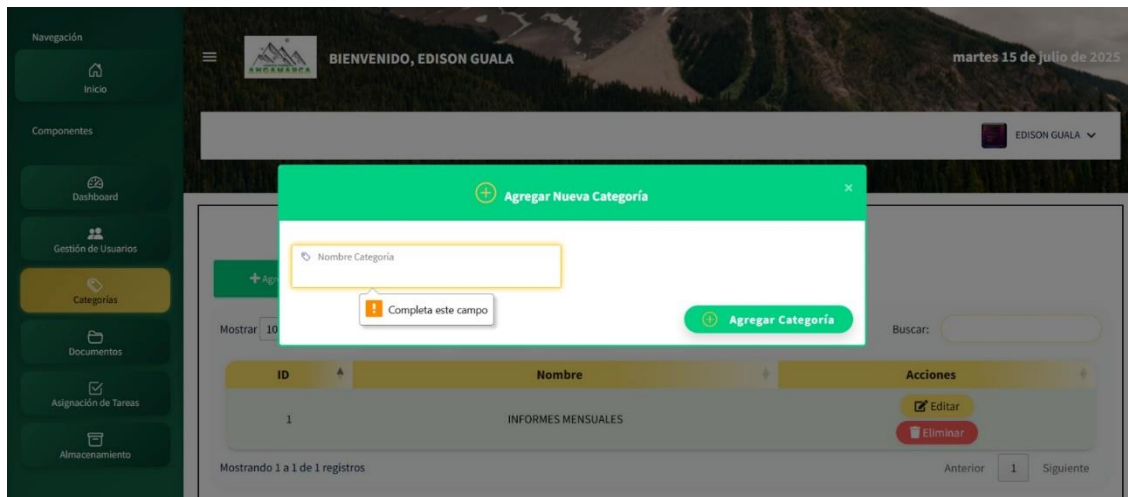 Navegación
Inicio
Componentes
Dashboard
Gestión de Usuarios
Categorías
Documentos
Asignación de Tareas
Almacenamiento
ANGAMARCA
BIENVENIDO, EDISON GUALA
martes 15 de julio de 2025
EDISON GUALA
Agregar Nueva Categoría
×
Nombre Categoría
Completa este campo
Agregar Categoría
Mostrar 10
Buscar:
ID Nombre Acciones
1 INFORMES MENSUALES Editar
Eliminar
Mostrando 1 a 1 de 1 registros
Anterior 1 Siguiente